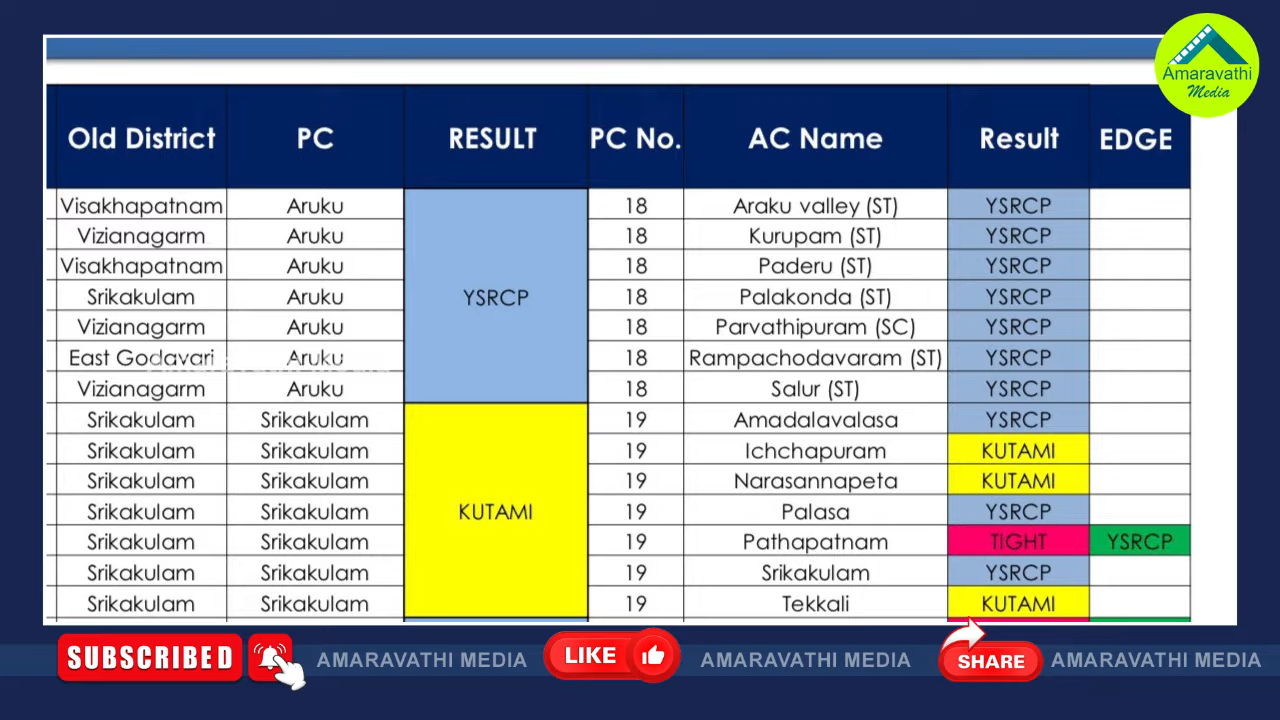 Amaravathi
Media
Old District PC RESULT PC No. AC Name Result EDGE
Visakhapatnam Aruku 18 Araku valley (ST) YSRCP
Vizianagarm Aruku 18 Kurupam (ST) YSRCP
Visakhapatnam Aruku 18 Paderu (ST) YSRCP
Srikakulam Aruku YSRCP 18 Palakonda (ST) YSRCP
Vizianagarm Aruku 18 Parvathipuram (SC) YSRCP
East Godavari Aruku 18 Rampachodavaram (ST) YSRCP
Vizianagarm Aruku 18 Salur (ST) YSRCP
Srikakulam Srikakulam 19 Amadalavalasa YSRCP
Srikakulam Srikakulam 19 Ichchapuram KUTAMI
Srikakulam Srikakulam 19 Narasannapeta KUTAMI
Srikakulam Srikakulam KUTAMI 19 Palasa YSRCP
Srikakulam Srikakulam 19 Pathapatnam TIGHT YSRCP
Srikakulam Srikakulam 19 Srikakulam YSRCP
Srikakulam Srikakulam 19 Tekkali KUTAMI
SUBSCRIBED AMARAVATHI MEDIA LIKE AMARAVATHI MEDIA SHARE AMARAVATHI MEDIA